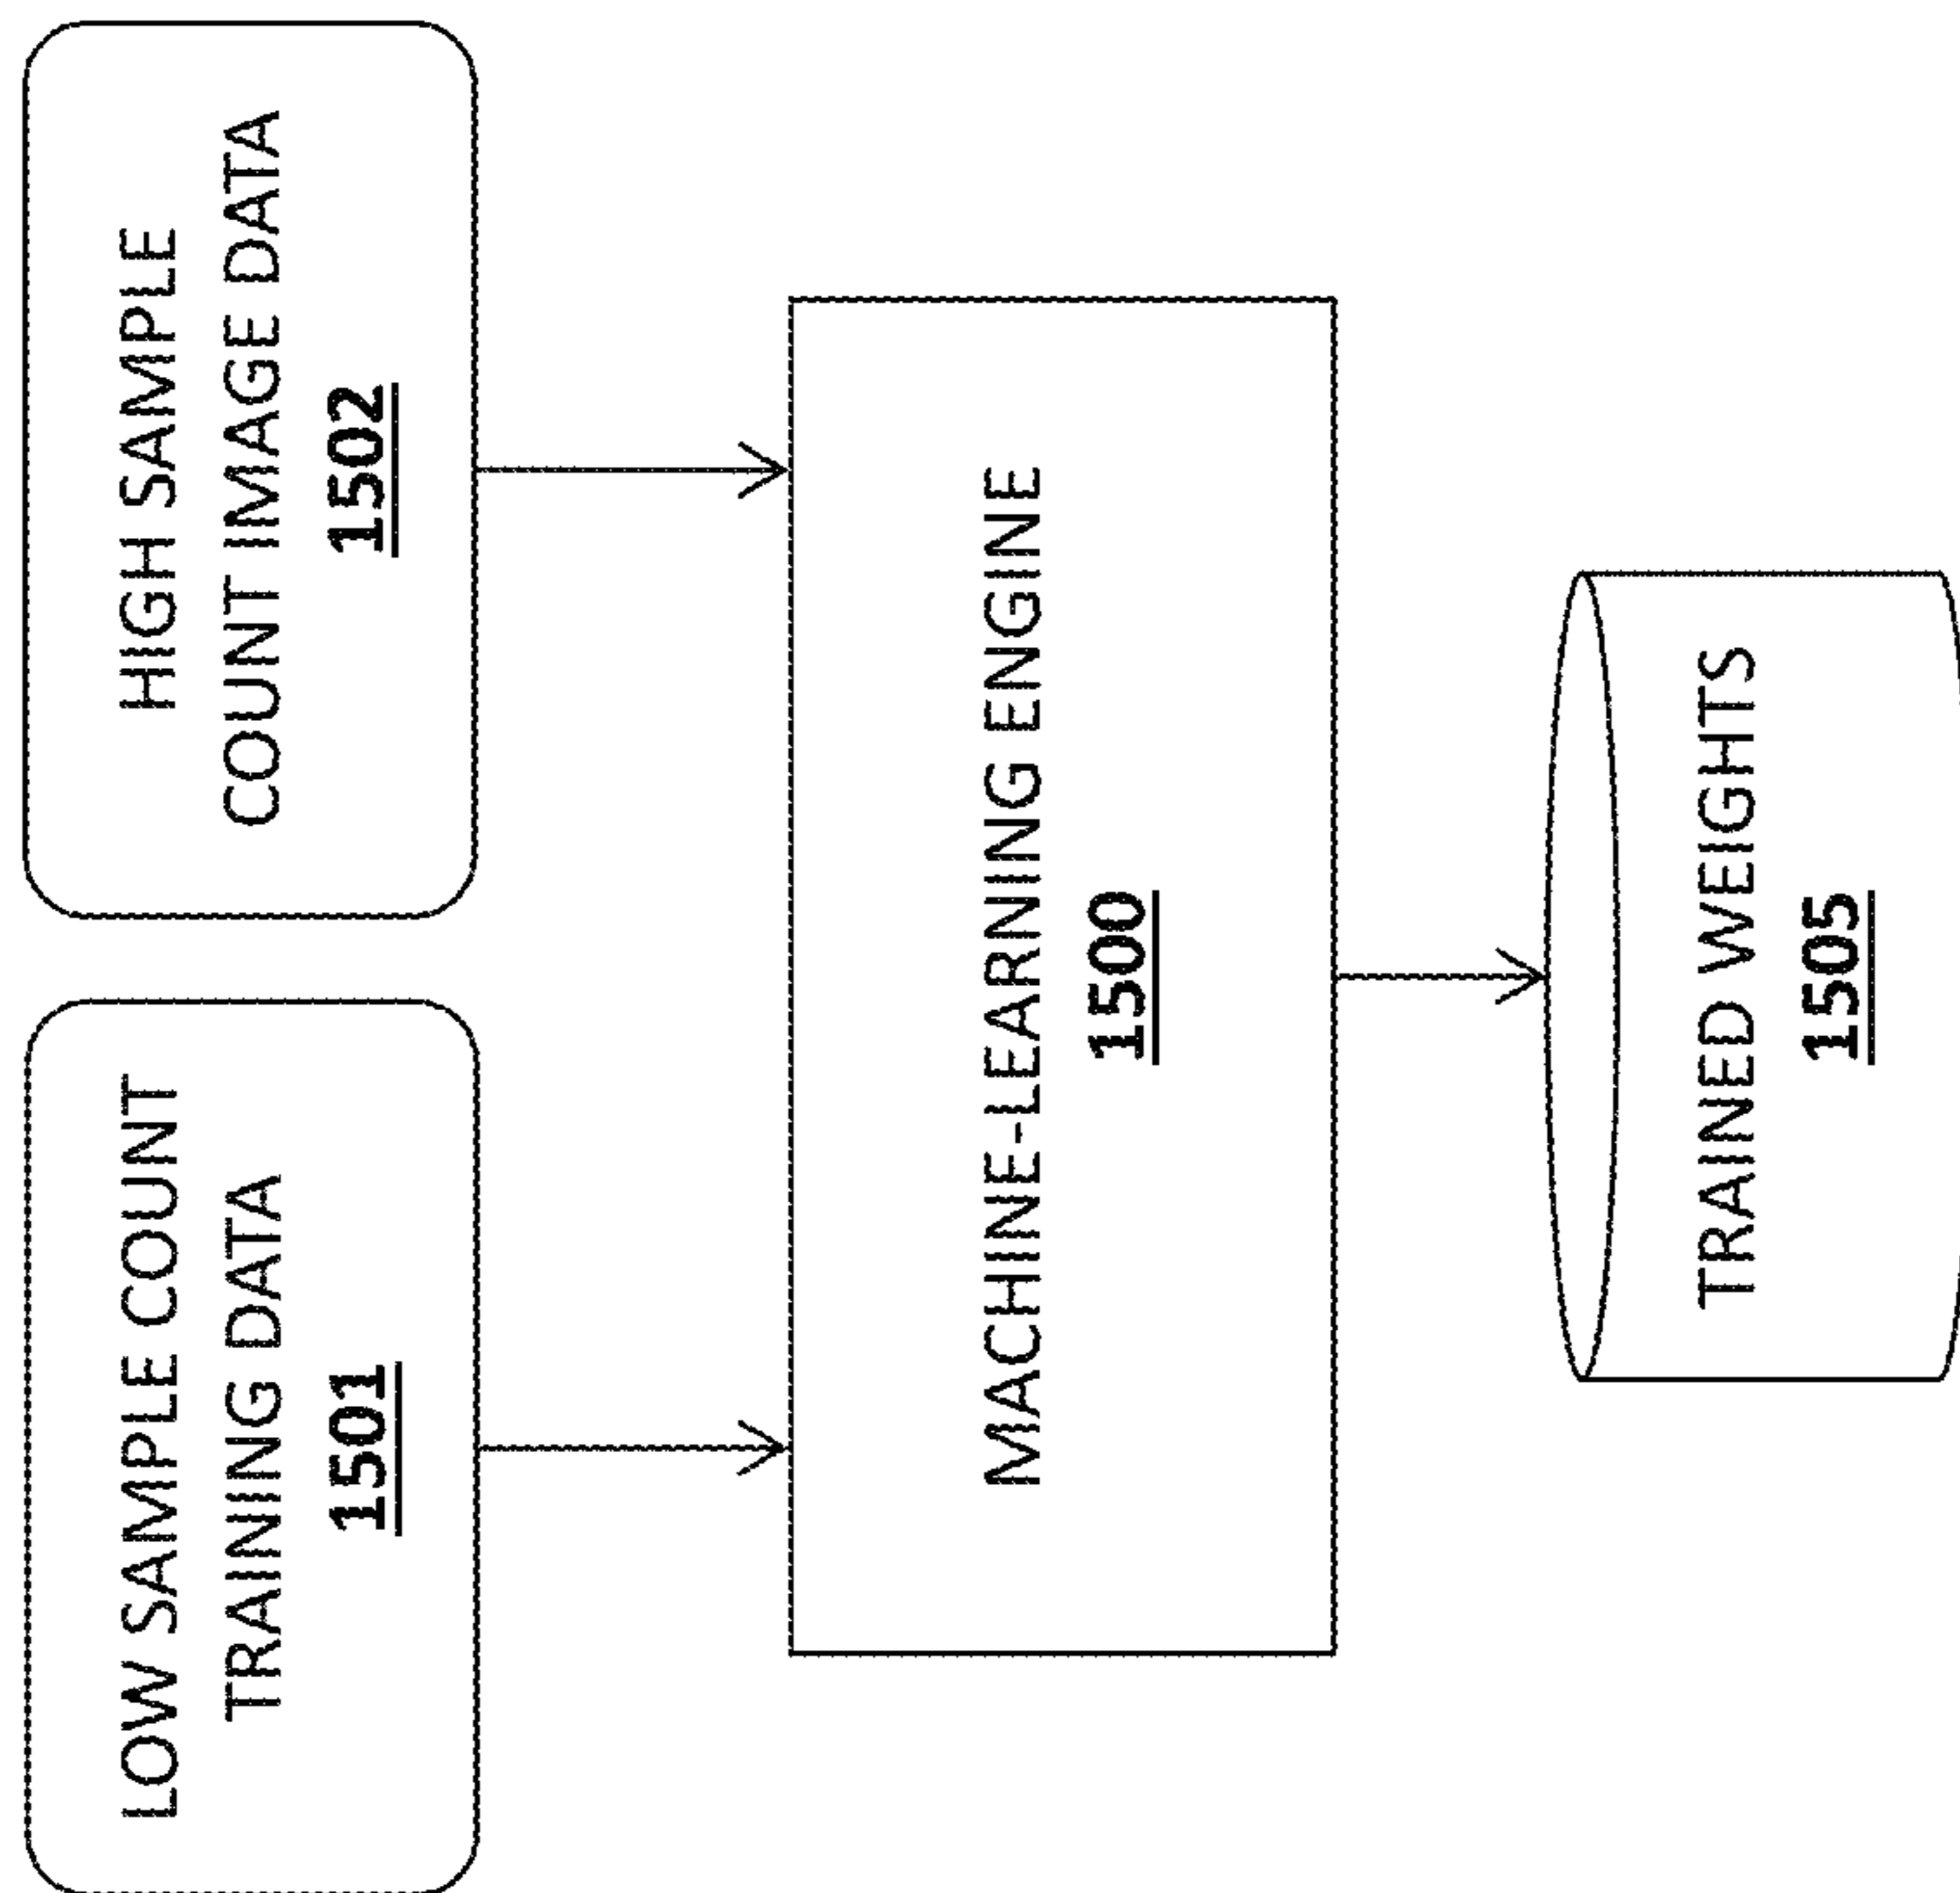 LOW SAMPLE COUNT
TRAINING DATA
1501
HIGH SAMPLE
COUNT IMAGE DATA
1502
MACHINE-LEARNING ENGINE
1500
TRAINED WEIGHTS
1505